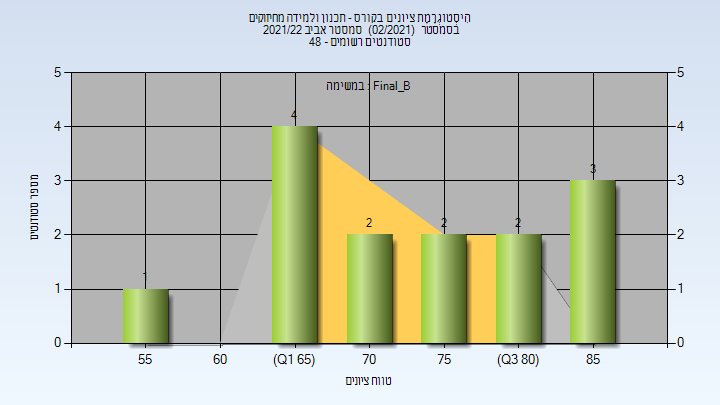 היסטוגרמת ציונים בקורס - תכנון ולמידה מחיזוקים
בסמסטר (02/2021) סמסטר אביב 2021/22
סטודנטים רשומים - 48
במשימה : Final_B
מספר סטודנטים
5 5
4 4
3 3
2 2
1 1
0 0
1 4 2 2 2 3
55 60 (Q1 65) 70 75 (Q3 80) 85
טווח ציונים